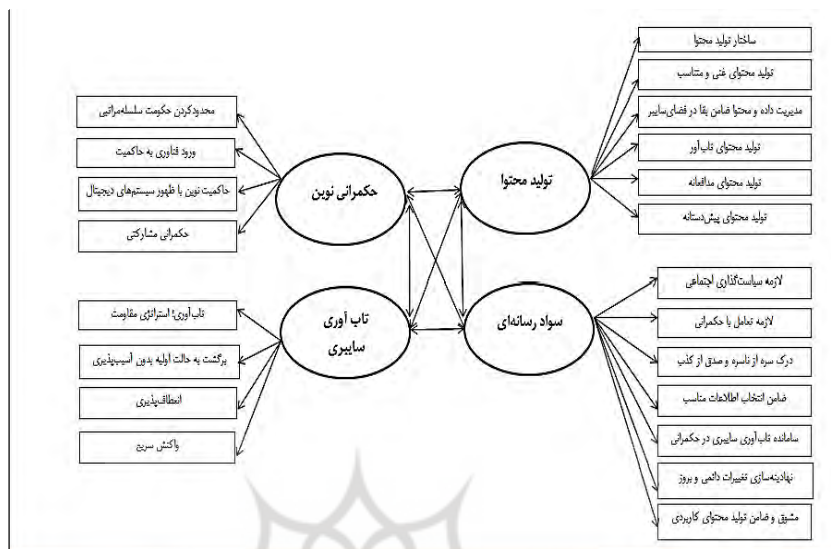 ساختار تولید محتوا
تولید محتوای غنی و متناسب
مدیریت داده و محتوا ضامن بقا در فضای‌سایبر
تولید محتوای تاب‌آور
تولید محتوای مدافعانه
تولید محتوای پیش‌دستانه
تولید محتوا
محدودکردن حکومت سلسله‌مراتبی
ورود فناوری به حاکمیت
حاکمیت نوین با ظهور سیستم‌های دیجیتال
حکمرانی مشارکتی
حکمرانی نوین
لازمه سیاست‌گذاری اجتماعی
لازمه تعامل با حکمرانی
درک سره از ناسره و صدق از کذب
ضامن انتخاب اطلاعات مناسب
سامانده تاب‌آوری سایبری در حکمرانی
نهادینه‌سازی تغییرات دائمی و بروز
مشوق و ضامن تولید محتوای کاربردی
سواد رسانه‌ای
تاب‌آوری؛ استراتژی مقاومت
برگشت به حالت اولیه بدون آسیب‌پذیری
انعطاف‌پذیری
واکنش سریع
تاب آوری
سایبری